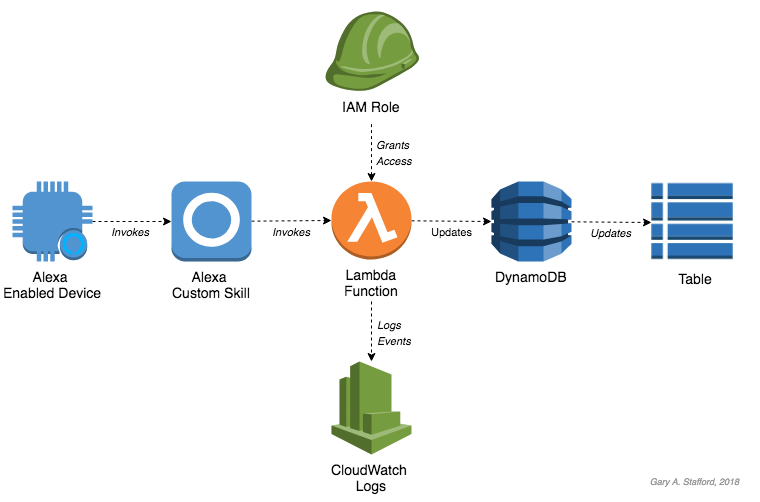 IAM Role
Grants
Access
Invokes
Invokes
Updates
Updates
Alexa
Enabled Device
Alexa
Custom Skill
Lambda
Function
DynamoDB
Table
Logs
Events
CloudWatch
Logs
Gary A. Stafford, 2018